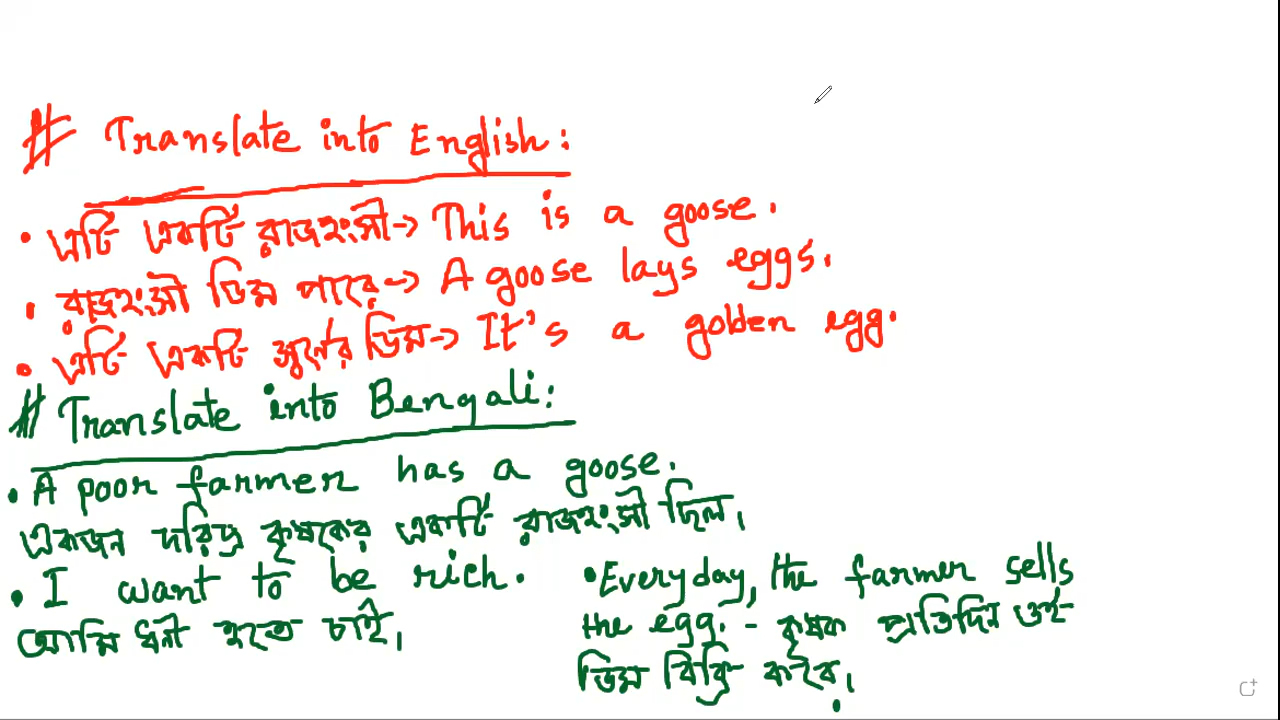 # Translate into English:
• এটি একটি রাজহংসী→ This is a goose.
• রাজহংসী ডিম্ব পারে→ A goose lays eggs.
• এটি একটি স্বর্ণের ডিম্ব→ It's a golden egg.
# Translate into Bengali:
• A poor farmer has a goose.
একজন দরিদ্র কৃষকের একটি রাজহংসী ছিল।
• I want to be rich.
আমি ধনী হতে চাই।
• Everyday, the farmer sells
the egg. - কৃষক প্রতিদিন ওই
ডিম্ব বিক্রি করে।